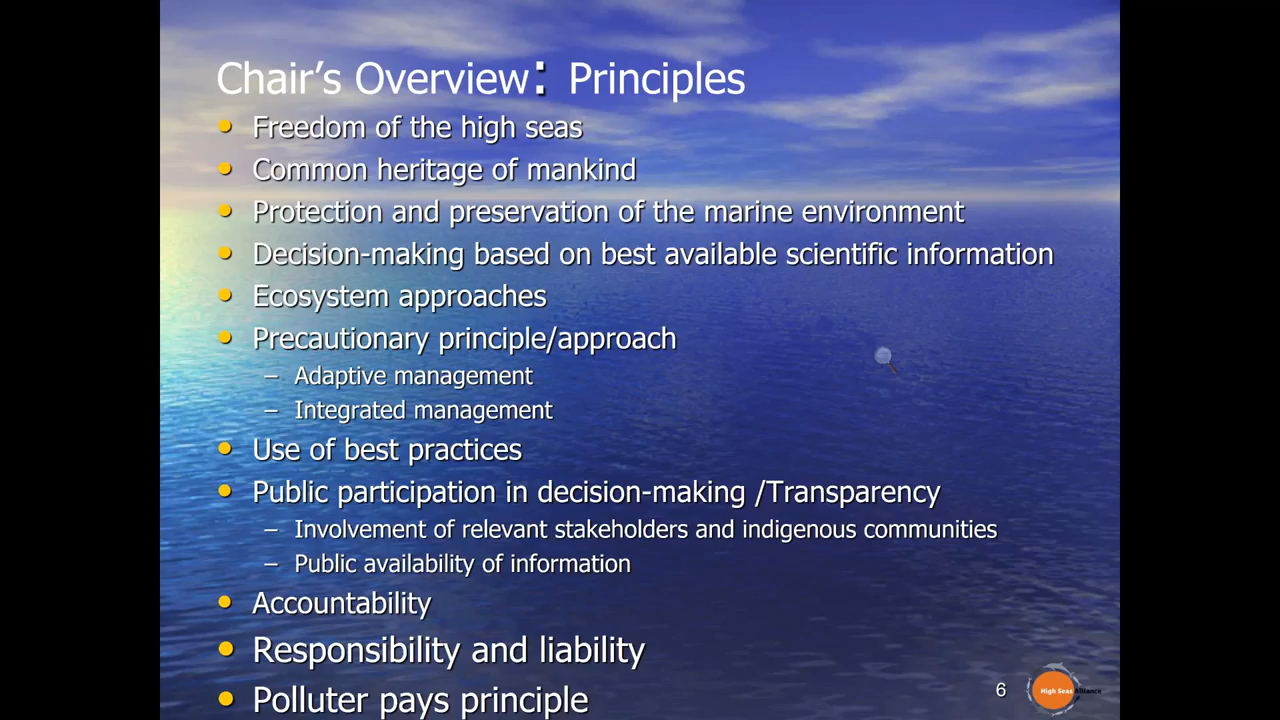 Chair's Overview: Principles
• Freedom of the high seas
• Common heritage of mankind
• Protection and preservation of the marine environment
• Decision-making based on best available scientific information
• Ecosystem approaches
• Precautionary principle/approach
– Adaptive management
– Integrated management
• Use of best practices
• Public participation in decision-making /Transparency
– Involvement of relevant stakeholders and indigenous communities
– Public availability of information
• Accountability
• Responsibility and liability
• Polluter pays principle
6
High Seas Alliance